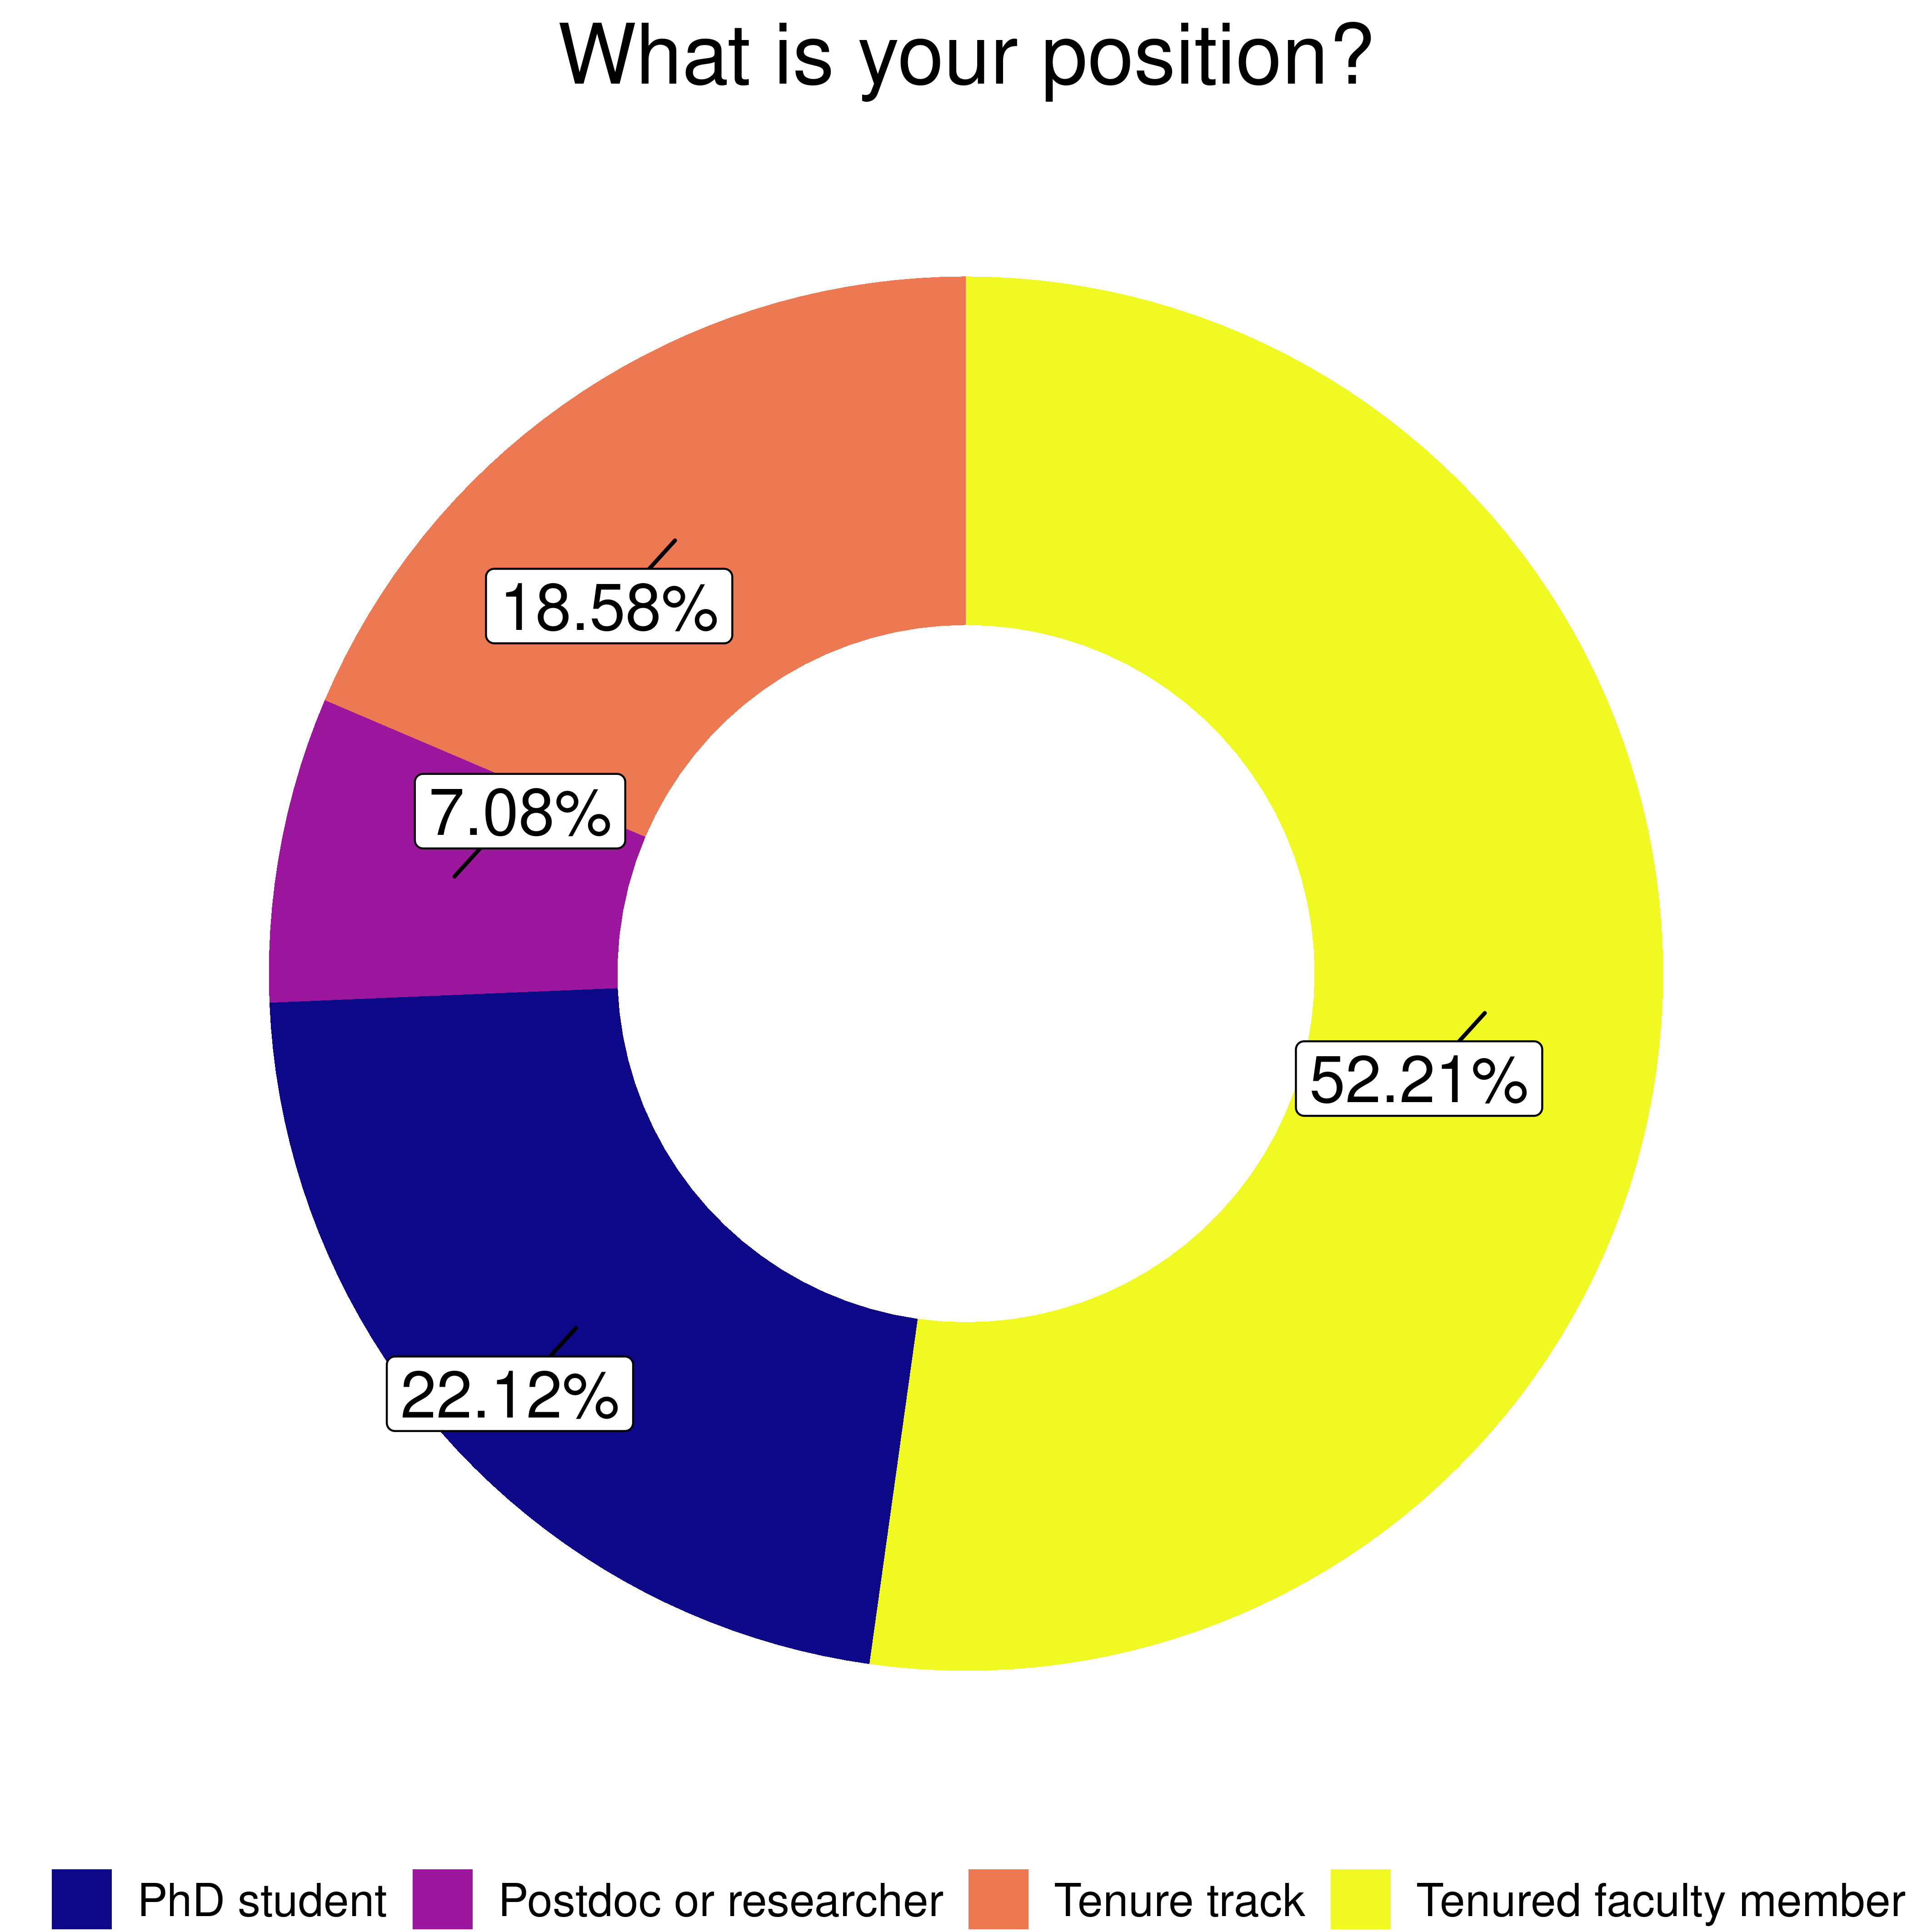 What is your position?
18.58%
7.08%
52.21%
22.12%
PhD student Postdoc or researcher Tenure track Tenured faculty member